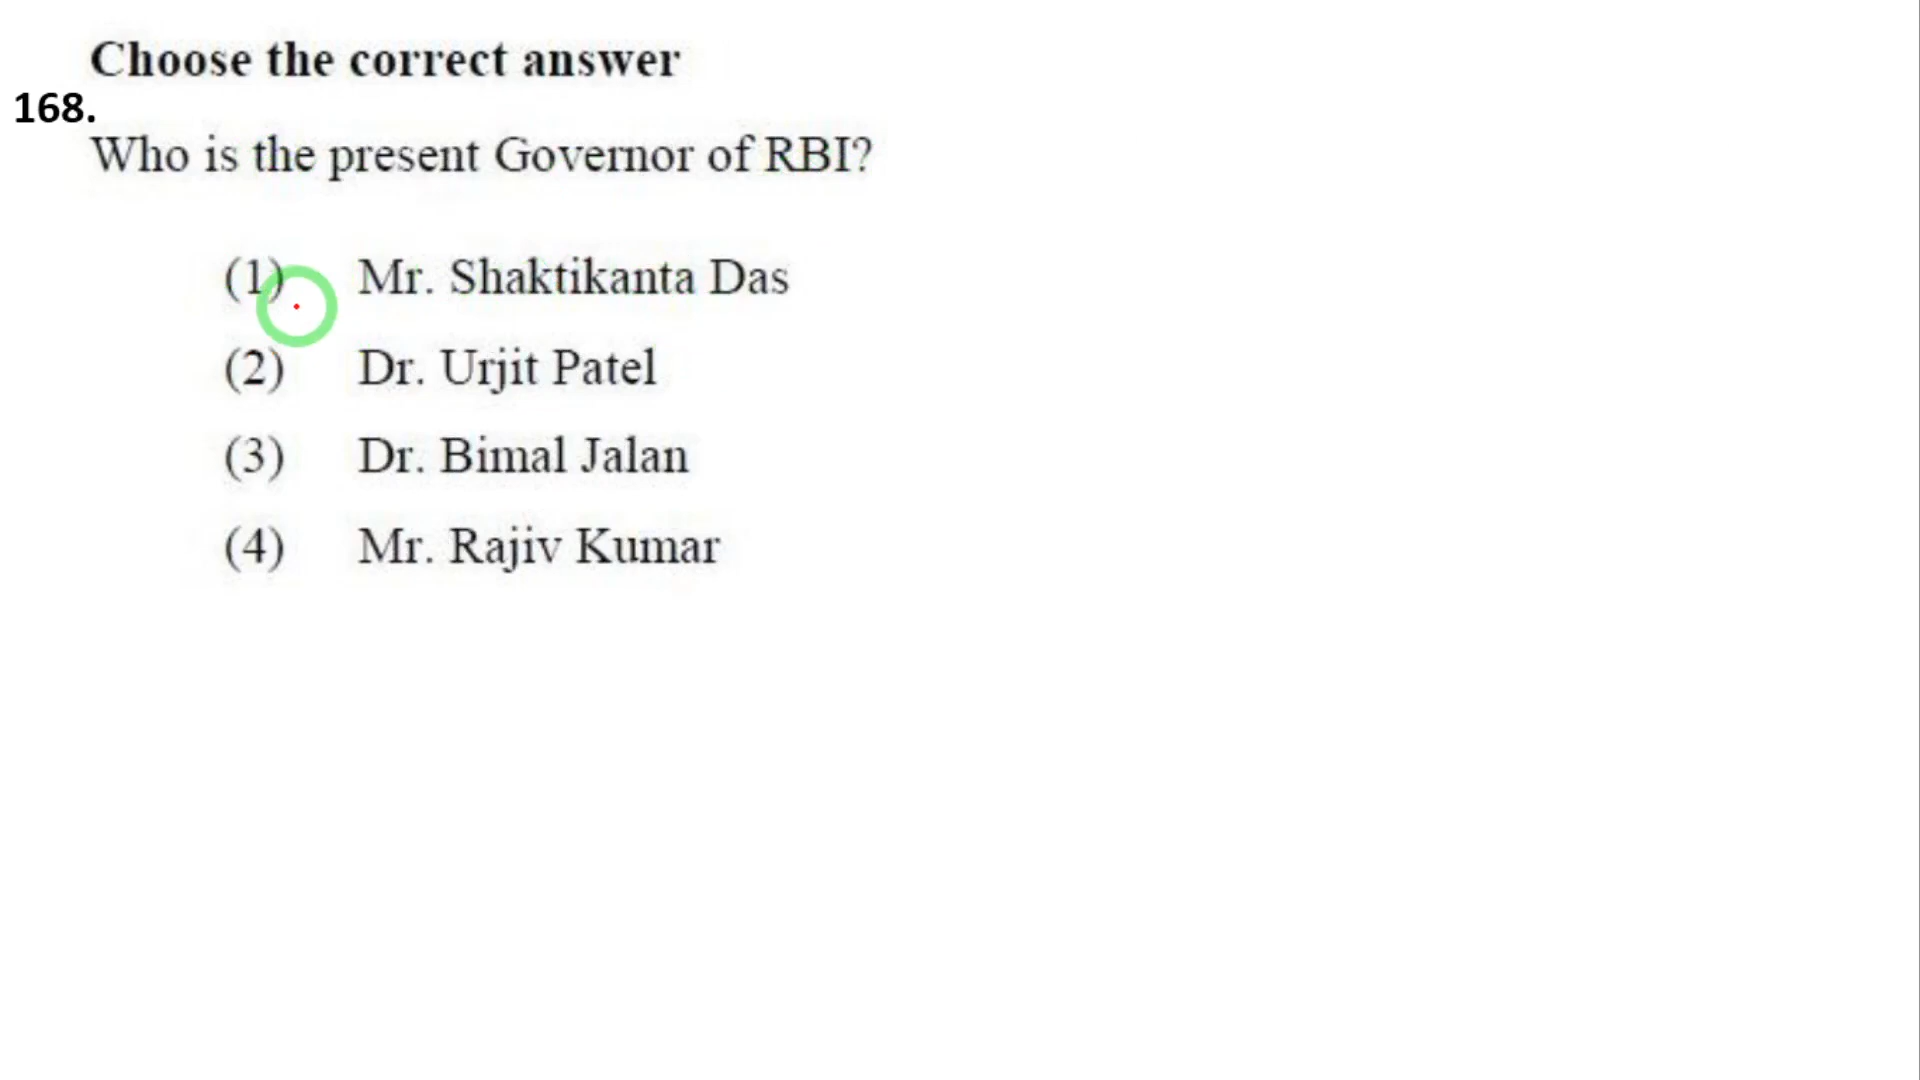 Choose the correct answer
168.
Who is the present Governor of RBI?
(1) Mr. Shaktikanta Das
(2) Dr. Urjit Patel
(3) Dr. Bimal Jalan
(4) Mr. Rajiv Kumar